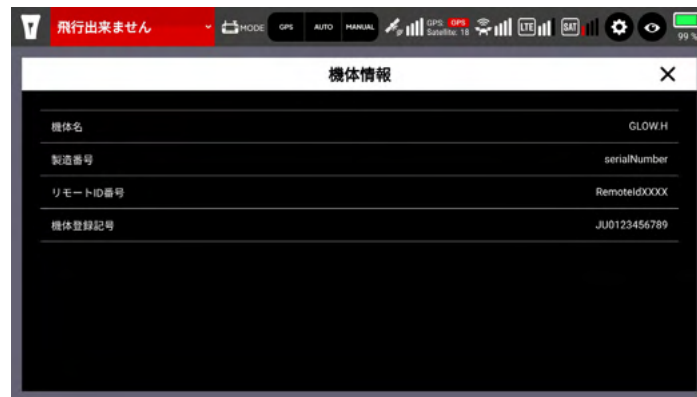 飛行出来ません
MODE GPS AUTO MANUAL
GPS: GPS
Satellite: 18
LTE
SAT
99 %
機体情報
機体名 GLOW.H
製造番号 serialNumber
リモートID番号 RemoteIdXXXX
機体登録記号 JU0123456789